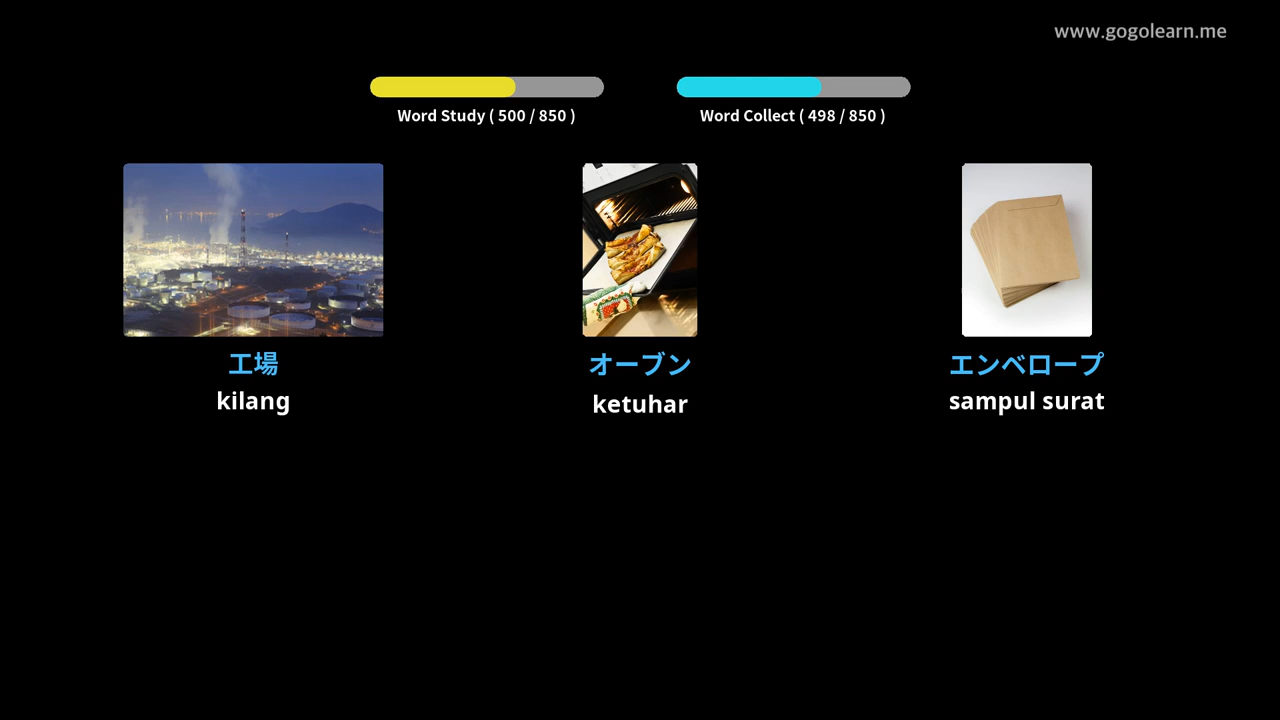 www.gogolearn.me
Word Study ( 500 / 850 )
Word Collect ( 498 / 850 )
工場
オーブン
エンベロープ
kilang
ketuhar
sampul surat